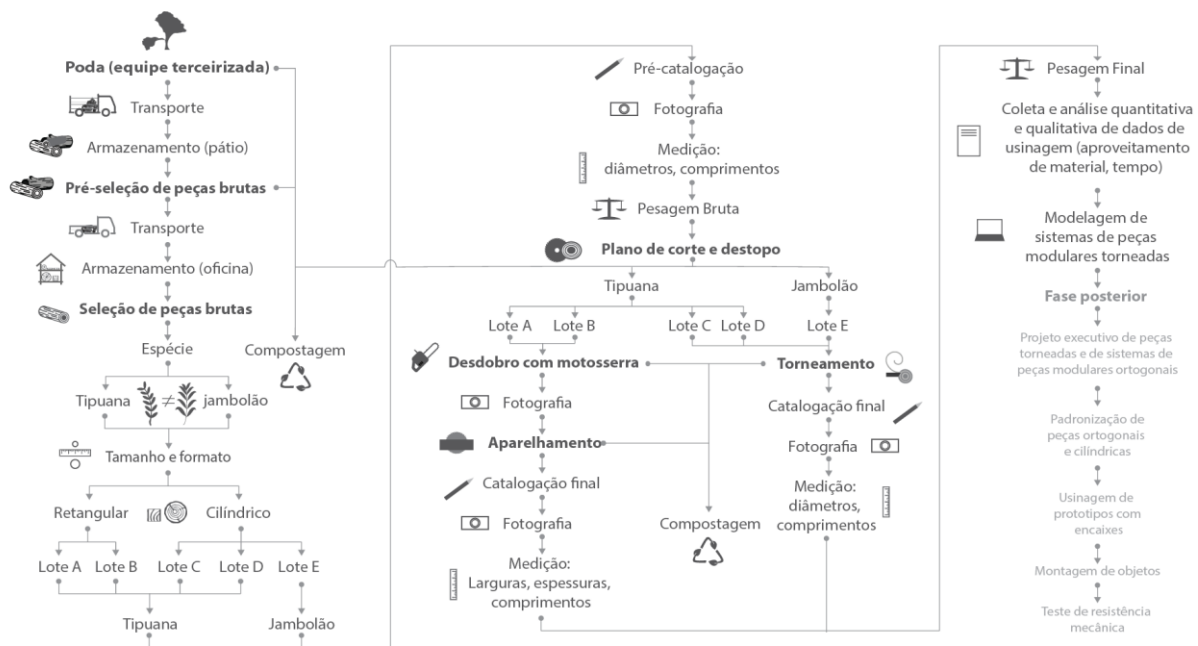 Poda (equipe terceirizada)
Transporte
Armazenamento (pátio)
Pré-seleção de peças brutas
Transporte
Armazenamento (oficina)
Seleção de peças brutas
Espécie
Compostagem
Tipuana
≠
jambolão
Tamanho e formato
Retangular
Cilíndrico
Lote A
Lote B
Lote C
Lote D
Lote E
Tipuana
Jambolão
Pré-catalogação
Fotografia
Medição:
diâmetros, comprimentos
Pesagem Bruta
Plano de corte e destopo
Tipuana
Jambolão
Lote A
Lote B
Lote C
Lote D
Lote E
Desdobro com motosserra
Fotografia
Aparelhamento
Catalogação final
Fotografia
Medição:
Larguras, espessuras,
comprimentos
Compostagem
Torneamento
Catalogação final
Fotografia
Medição:
diâmetros,
comprimentos
Pesagem Final
Coleta e análise quantitativa
e qualitativa de dados de
usinagem (aproveitamento
de material, tempo)
Modelagem de
sistemas de peças
modulares torneadas
Fase posterior
Projeto executivo de peças
torneadas e de sistemas de
peças modulares ortogonais
Padronização de
peças ortogonais
e cilíndricas
Usinagem de
prototipos com
encaixes
Montagem de objetos
Teste de resistência
mecânica